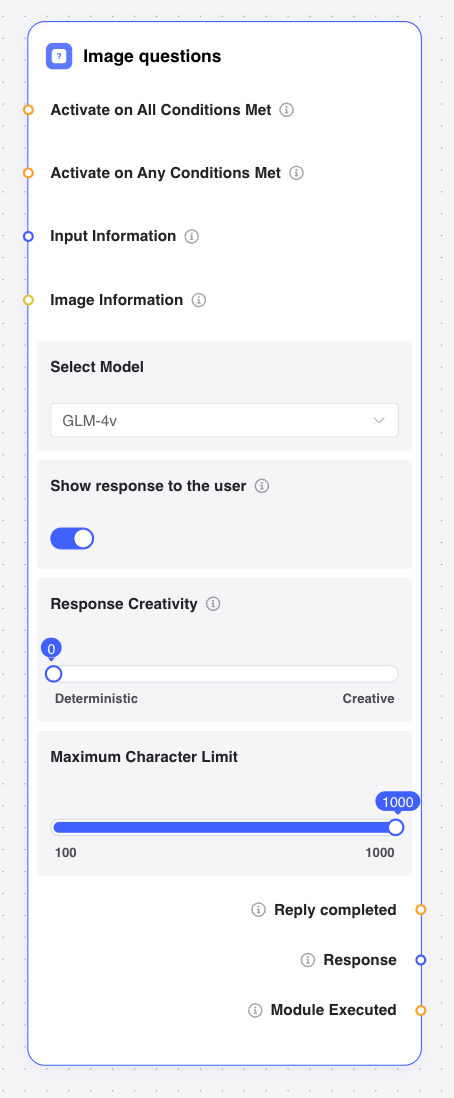 Image questions
Activate on All Conditions Met
Activate on Any Conditions Met
Input Information
Image Information
Select Model
GLM-4v
Show response to the user
Response Creativity
0
Deterministic Creative
Maximum Character Limit
1000
100 1000
Reply completed
Response
Module Executed